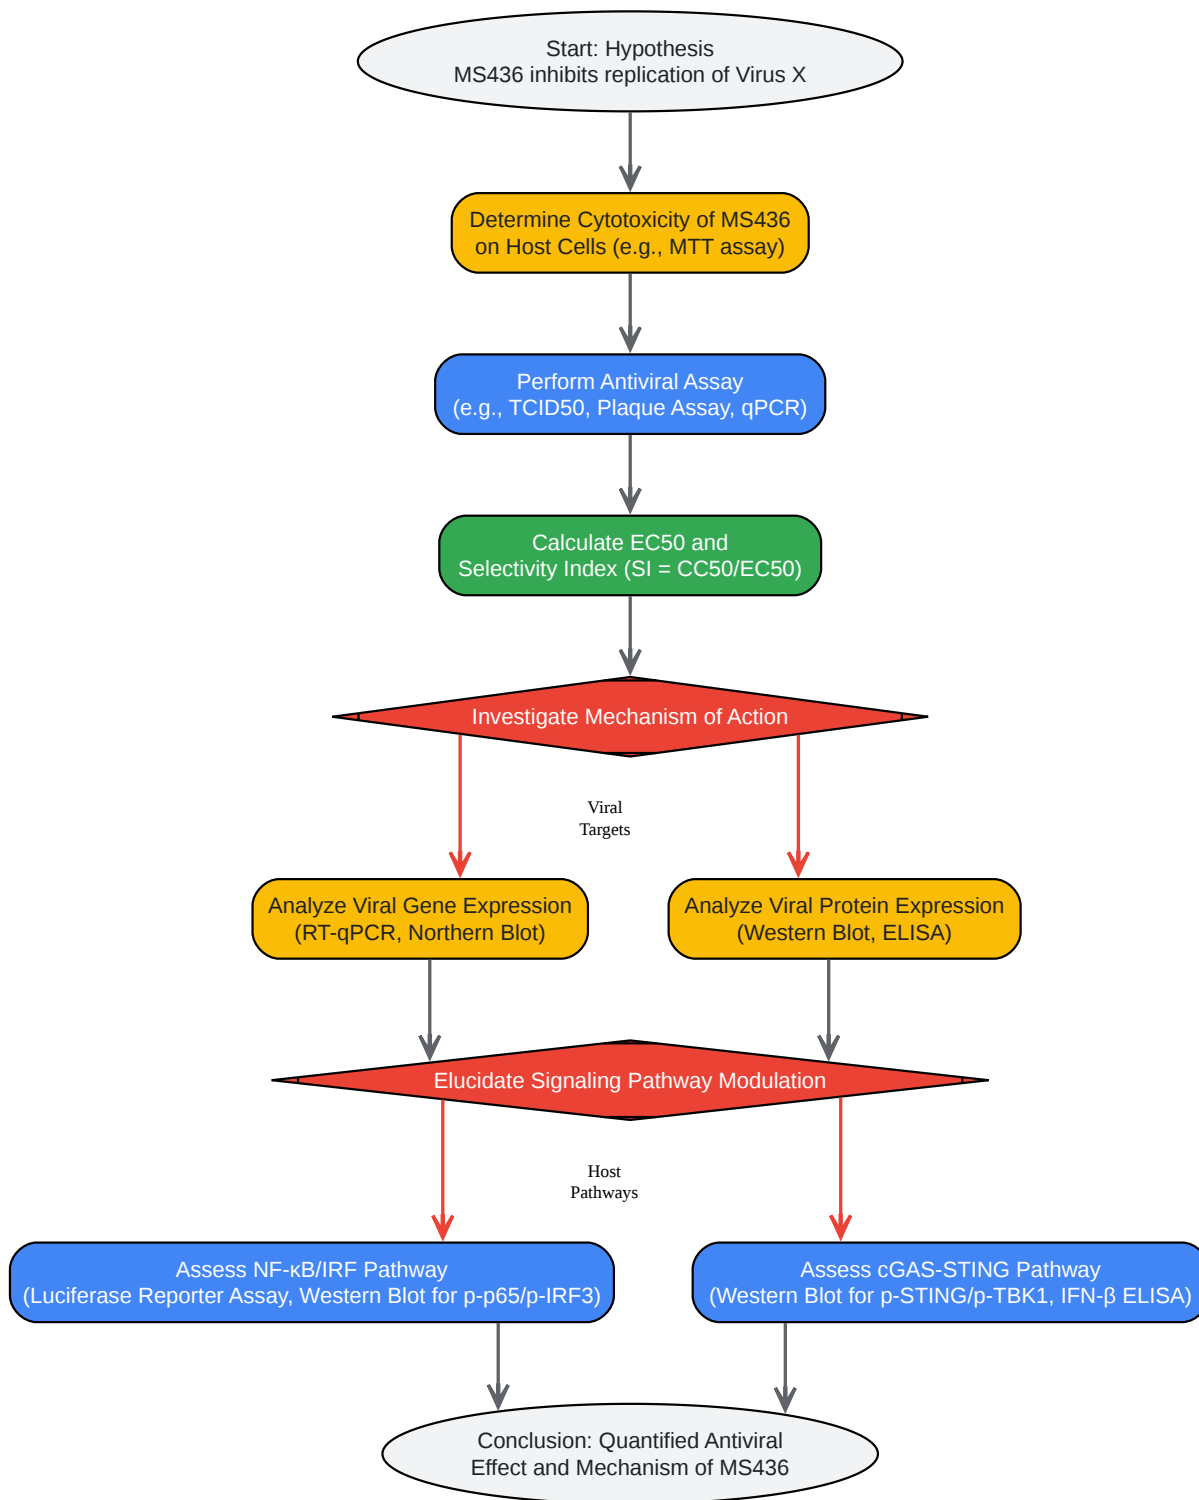 Start: Hypothesis
MS436 inhibits replication of Virus X
Determine Cytotoxicity of MS436
on Host Cells (e.g., MTT assay)
Perform Antiviral Assay
(e.g., TCID50, Plaque Assay, qPCR)
Calculate EC50 and
Selectivity Index (SI = CC50/EC50)
Investigate Mechanism of Action
Viral
Targets
Analyze Viral Gene Expression
(RT-qPCR, Northern Blot)
Analyze Viral Protein Expression
(Western Blot, ELISA)
Elucidate Signaling Pathway Modulation
Host
Pathways
Assess NF-κB/IRF Pathway
(Luciferase Reporter Assay, Western Blot for p-p65/p-IRF3)
Assess cGAS-STING Pathway
(Western Blot for p-STING/p-TBK1, IFN-β ELISA)
Conclusion: Quantified Antiviral
Effect and Mechanism of MS436